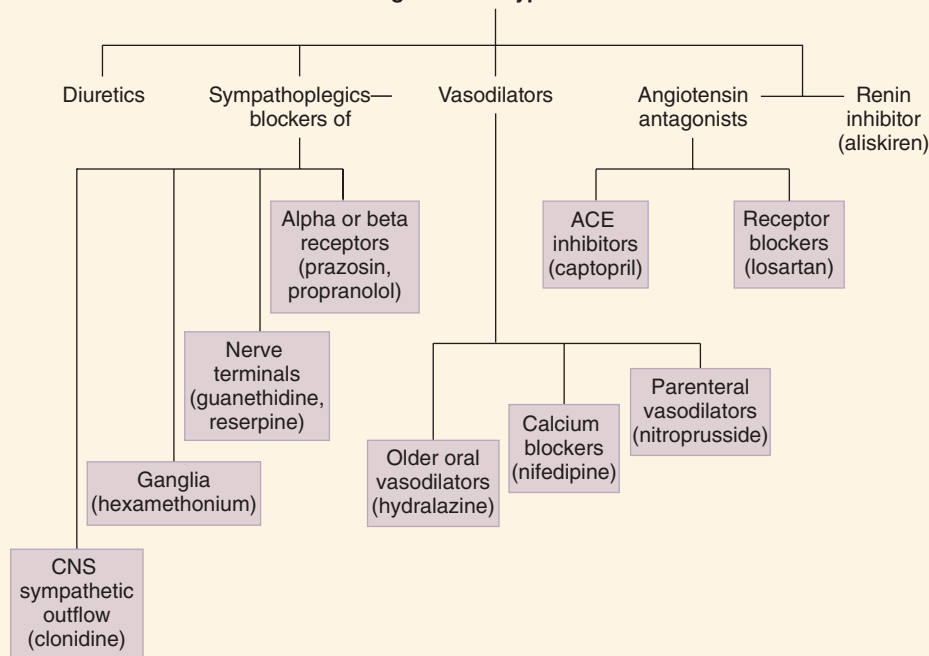 Diuretics
Sympathoplegics—
blockers of
Vasodilators
Angiotensin
antagonists
Renin
inhibitor
(aliskiren)
Alpha or beta
receptors
(prazosin,
propranolol)
ACE
inhibitors
(captopril)
Receptor
blockers
(losartan)
Nerve
terminals
(guanethidine,
reserpine)
Parenteral
vasodilators
(nitroprusside)
Calcium
blockers
(nifedipine)
Older oral
vasodilators
(hydralazine)
Ganglia
(hexamethonium)
CNS
sympathetic
outflow
(clonidine)